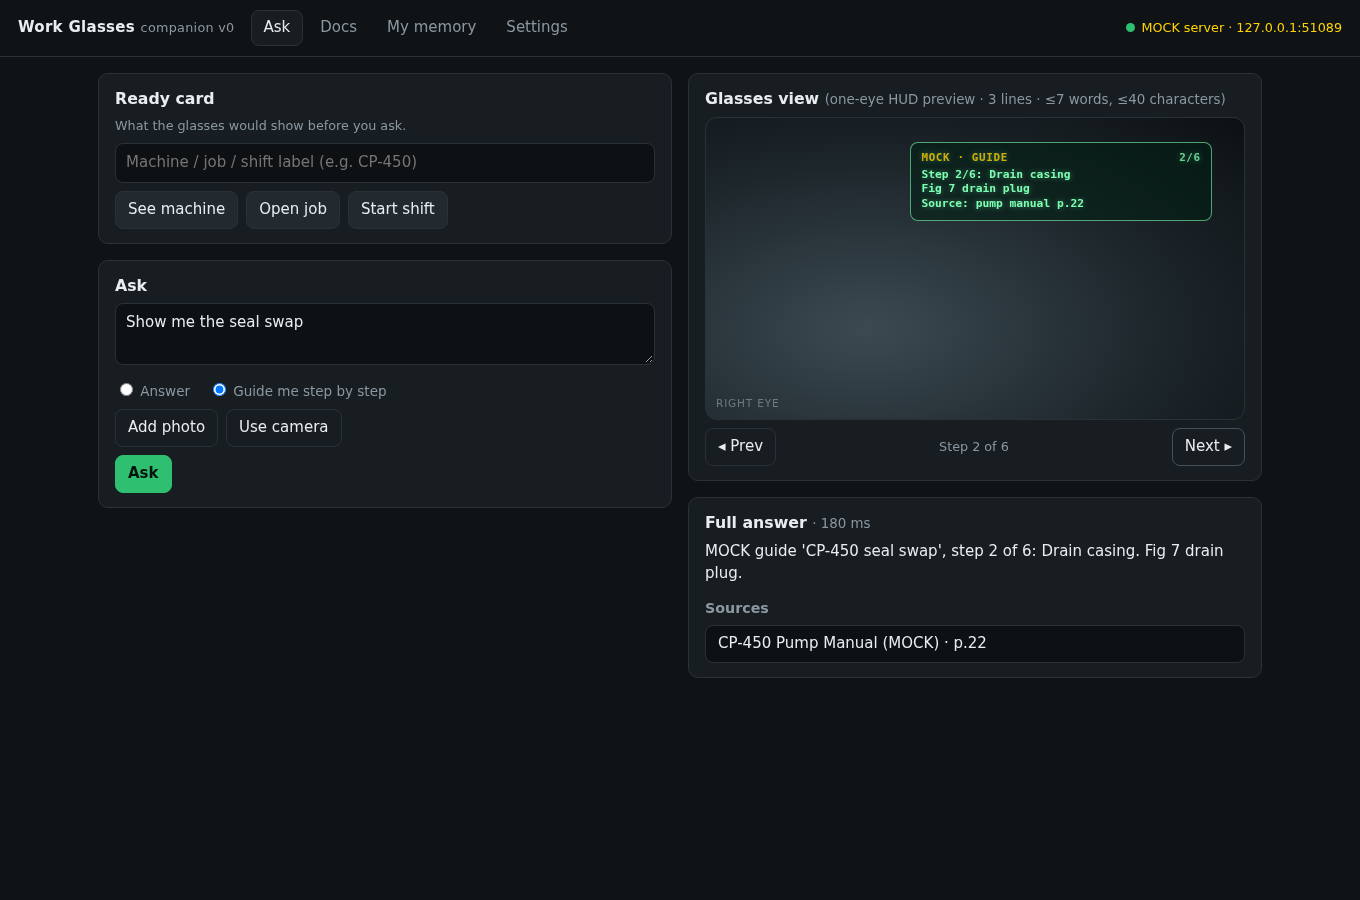 Work Glasses companion v0
Ask
Docs
My memory
Settings
MOCK server · 127.0.0.1:51089
Ready card
What the glasses would show before you ask.
Machine / job / shift label (e.g. CP-450)
See machine
Open job
Start shift
Ask
Show me the seal swap
Answer
Guide me step by step
Add photo
Use camera
Ask
Glasses view (one-eye HUD preview · 3 lines · ≤7 words, ≤40 characters)
MOCK · GUIDE 2/6
Step 2/6: Drain casing
Fig 7 drain plug
Source: pump manual p.22
RIGHT EYE
◂ Prev
Step 2 of 6
Next ▸
Full answer · 180 ms
MOCK guide 'CP-450 seal swap', step 2 of 6: Drain casing. Fig 7 drain
plug.
Sources
CP-450 Pump Manual (MOCK) · p.22